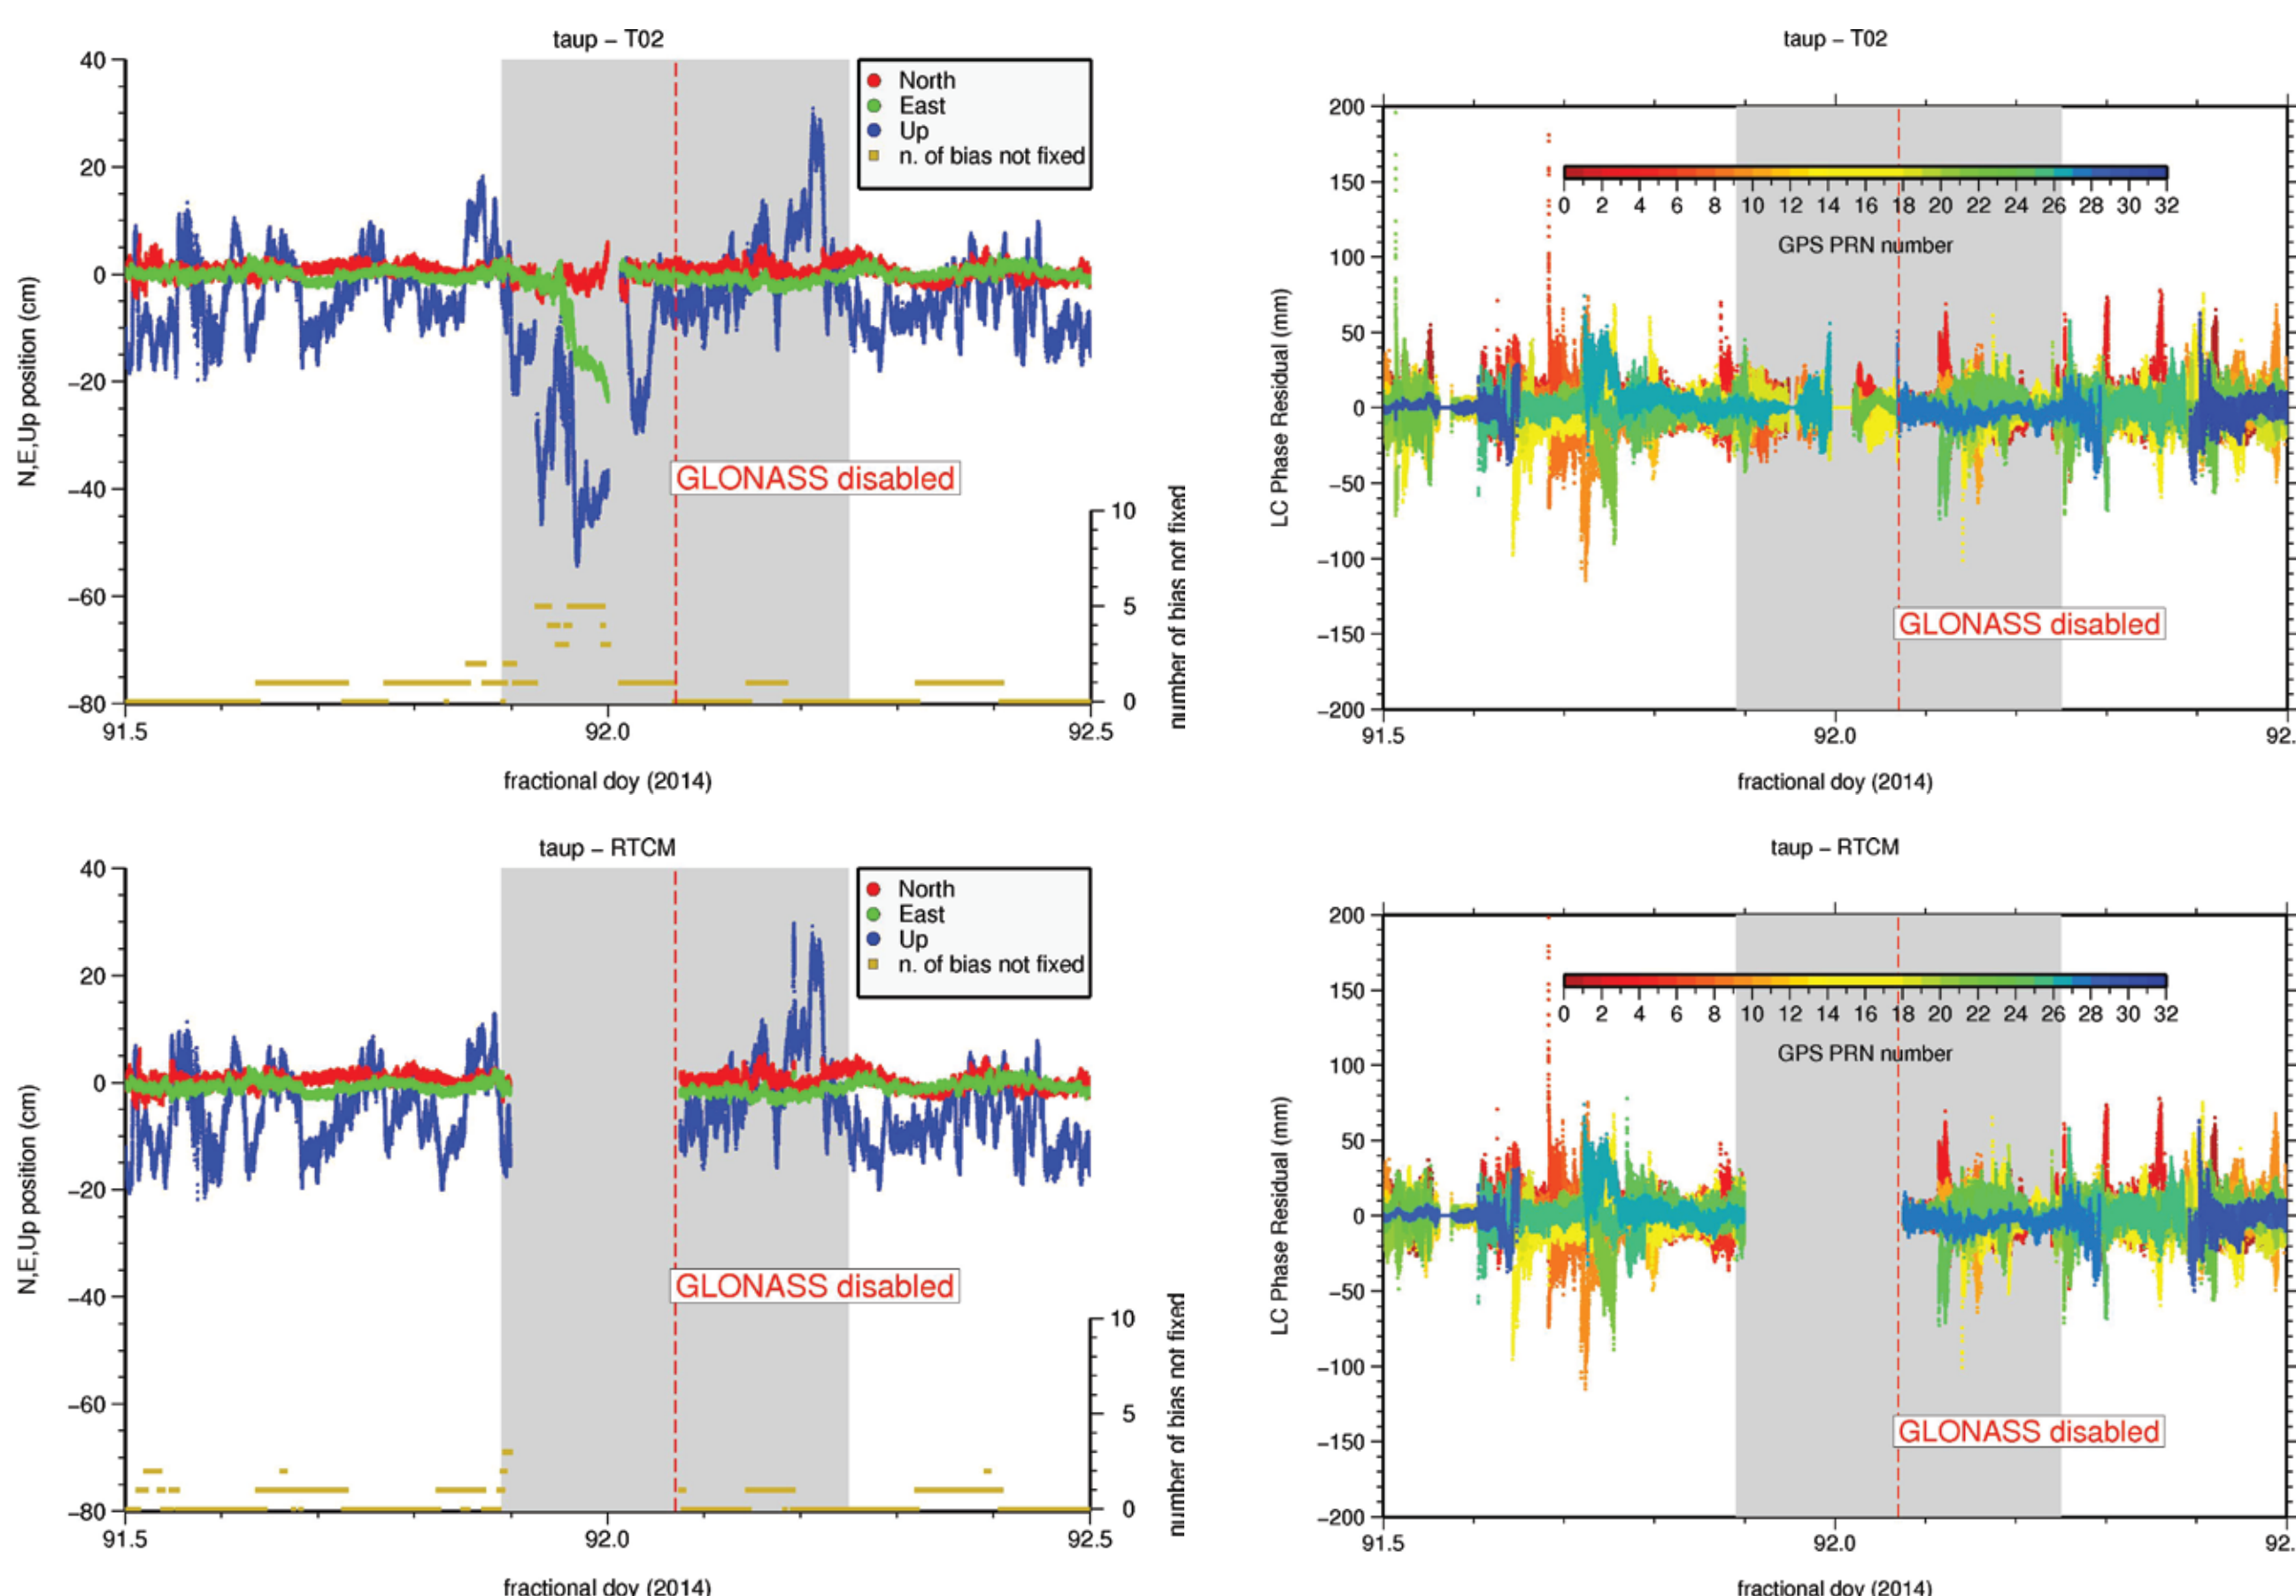 taup – T02
40
20
0
−20
−40
−60
−80
N,E,Up position (cm)
North
East
Up
n. of bias not fixed
GLONASS disabled
10
5
0
number of bias not fixed
91.5
92.0
92.5
fractional doy (2014)
taup – T02
200
150
100
50
0
−50
−100
−150
−200
LC Phase Residual (mm)
0 2 4 6 8 10 12 14 16 18 20 22 24 26 28 30 32
GPS PRN number
GLONASS disabled
91.5
92.0
92.
fractional doy (2014)
taup – RTCM
40
20
0
−20
−40
−60
−80
N,E,Up position (cm)
North
East
Up
n. of bias not fixed
GLONASS disabled
10
5
0
number of bias not fixed
91.5
92.0
92.5
fractional doy (2014)
taup – RTCM
200
150
100
50
0
−50
−100
−150
−200
LC Phase Residual (mm)
0 2 4 6 8 10 12 14 16 18 20 22 24 26 28 30 32
GPS PRN number
GLONASS disabled
91.5
92.0
92.
fractional doy (2014)